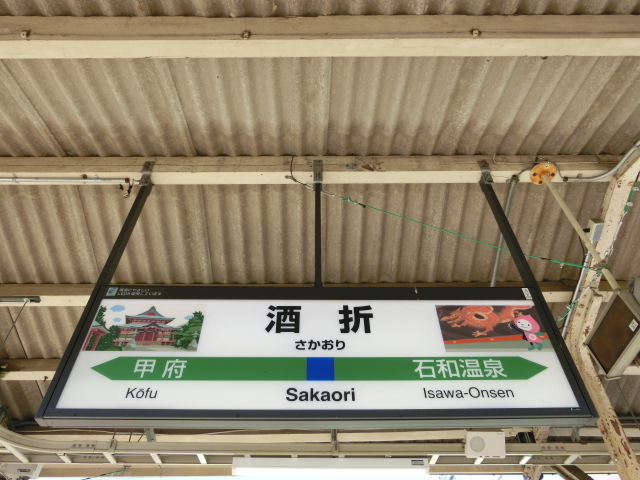 酒折
さかおり
甲府
石和温泉
Kōfu
Sakaori
Isawa-Onsen